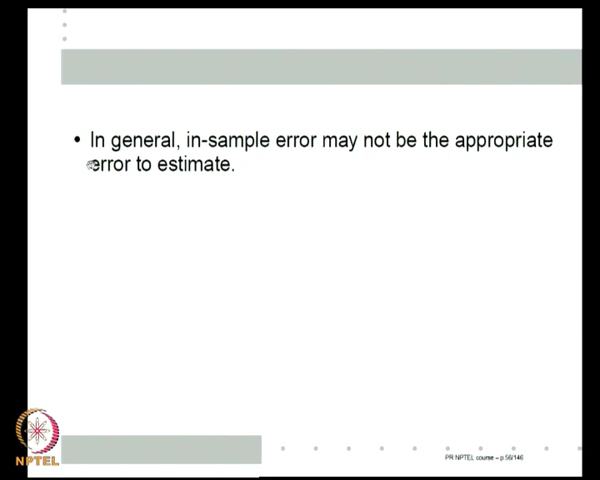 • In general, in-sample error may not be the appropriate
error to estimate.
NPTEL
PR NPTEL course – p.56/146